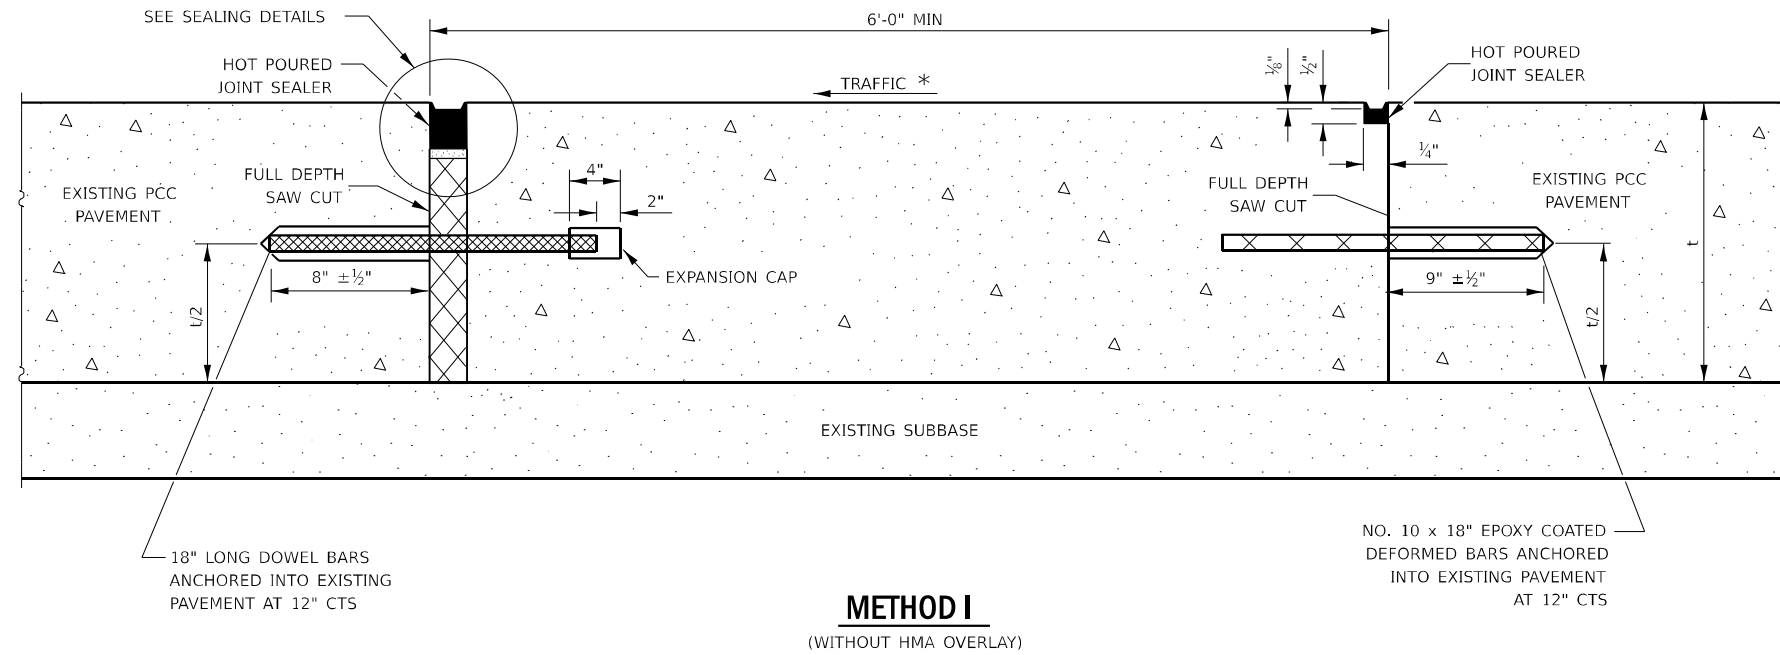 SEE SEALING DETAILS
6'-0" MIN
HOT POURED
JOINT SEALER
TRAFFIC *
⅛"
½"
HOT POURED
JOINT SEALER
EXISTING PCC
PAVEMENT
FULL DEPTH
SAW CUT
4"
2"
¼"
FULL DEPTH
SAW CUT
EXISTING PCC
PAVEMENT
EXPANSION CAP
8" ±½"
9" ±½"
t/2
t/2
t
EXISTING SUBBASE
18" LONG DOWEL BARS
ANCHORED INTO EXISTING
PAVEMENT AT 12" CTS
NO. 10 x 18" EPOXY COATED
DEFORMED BARS ANCHORED
INTO EXISTING PAVEMENT
AT 12" CTS
METHOD I
(WITHOUT HMA OVERLAY)